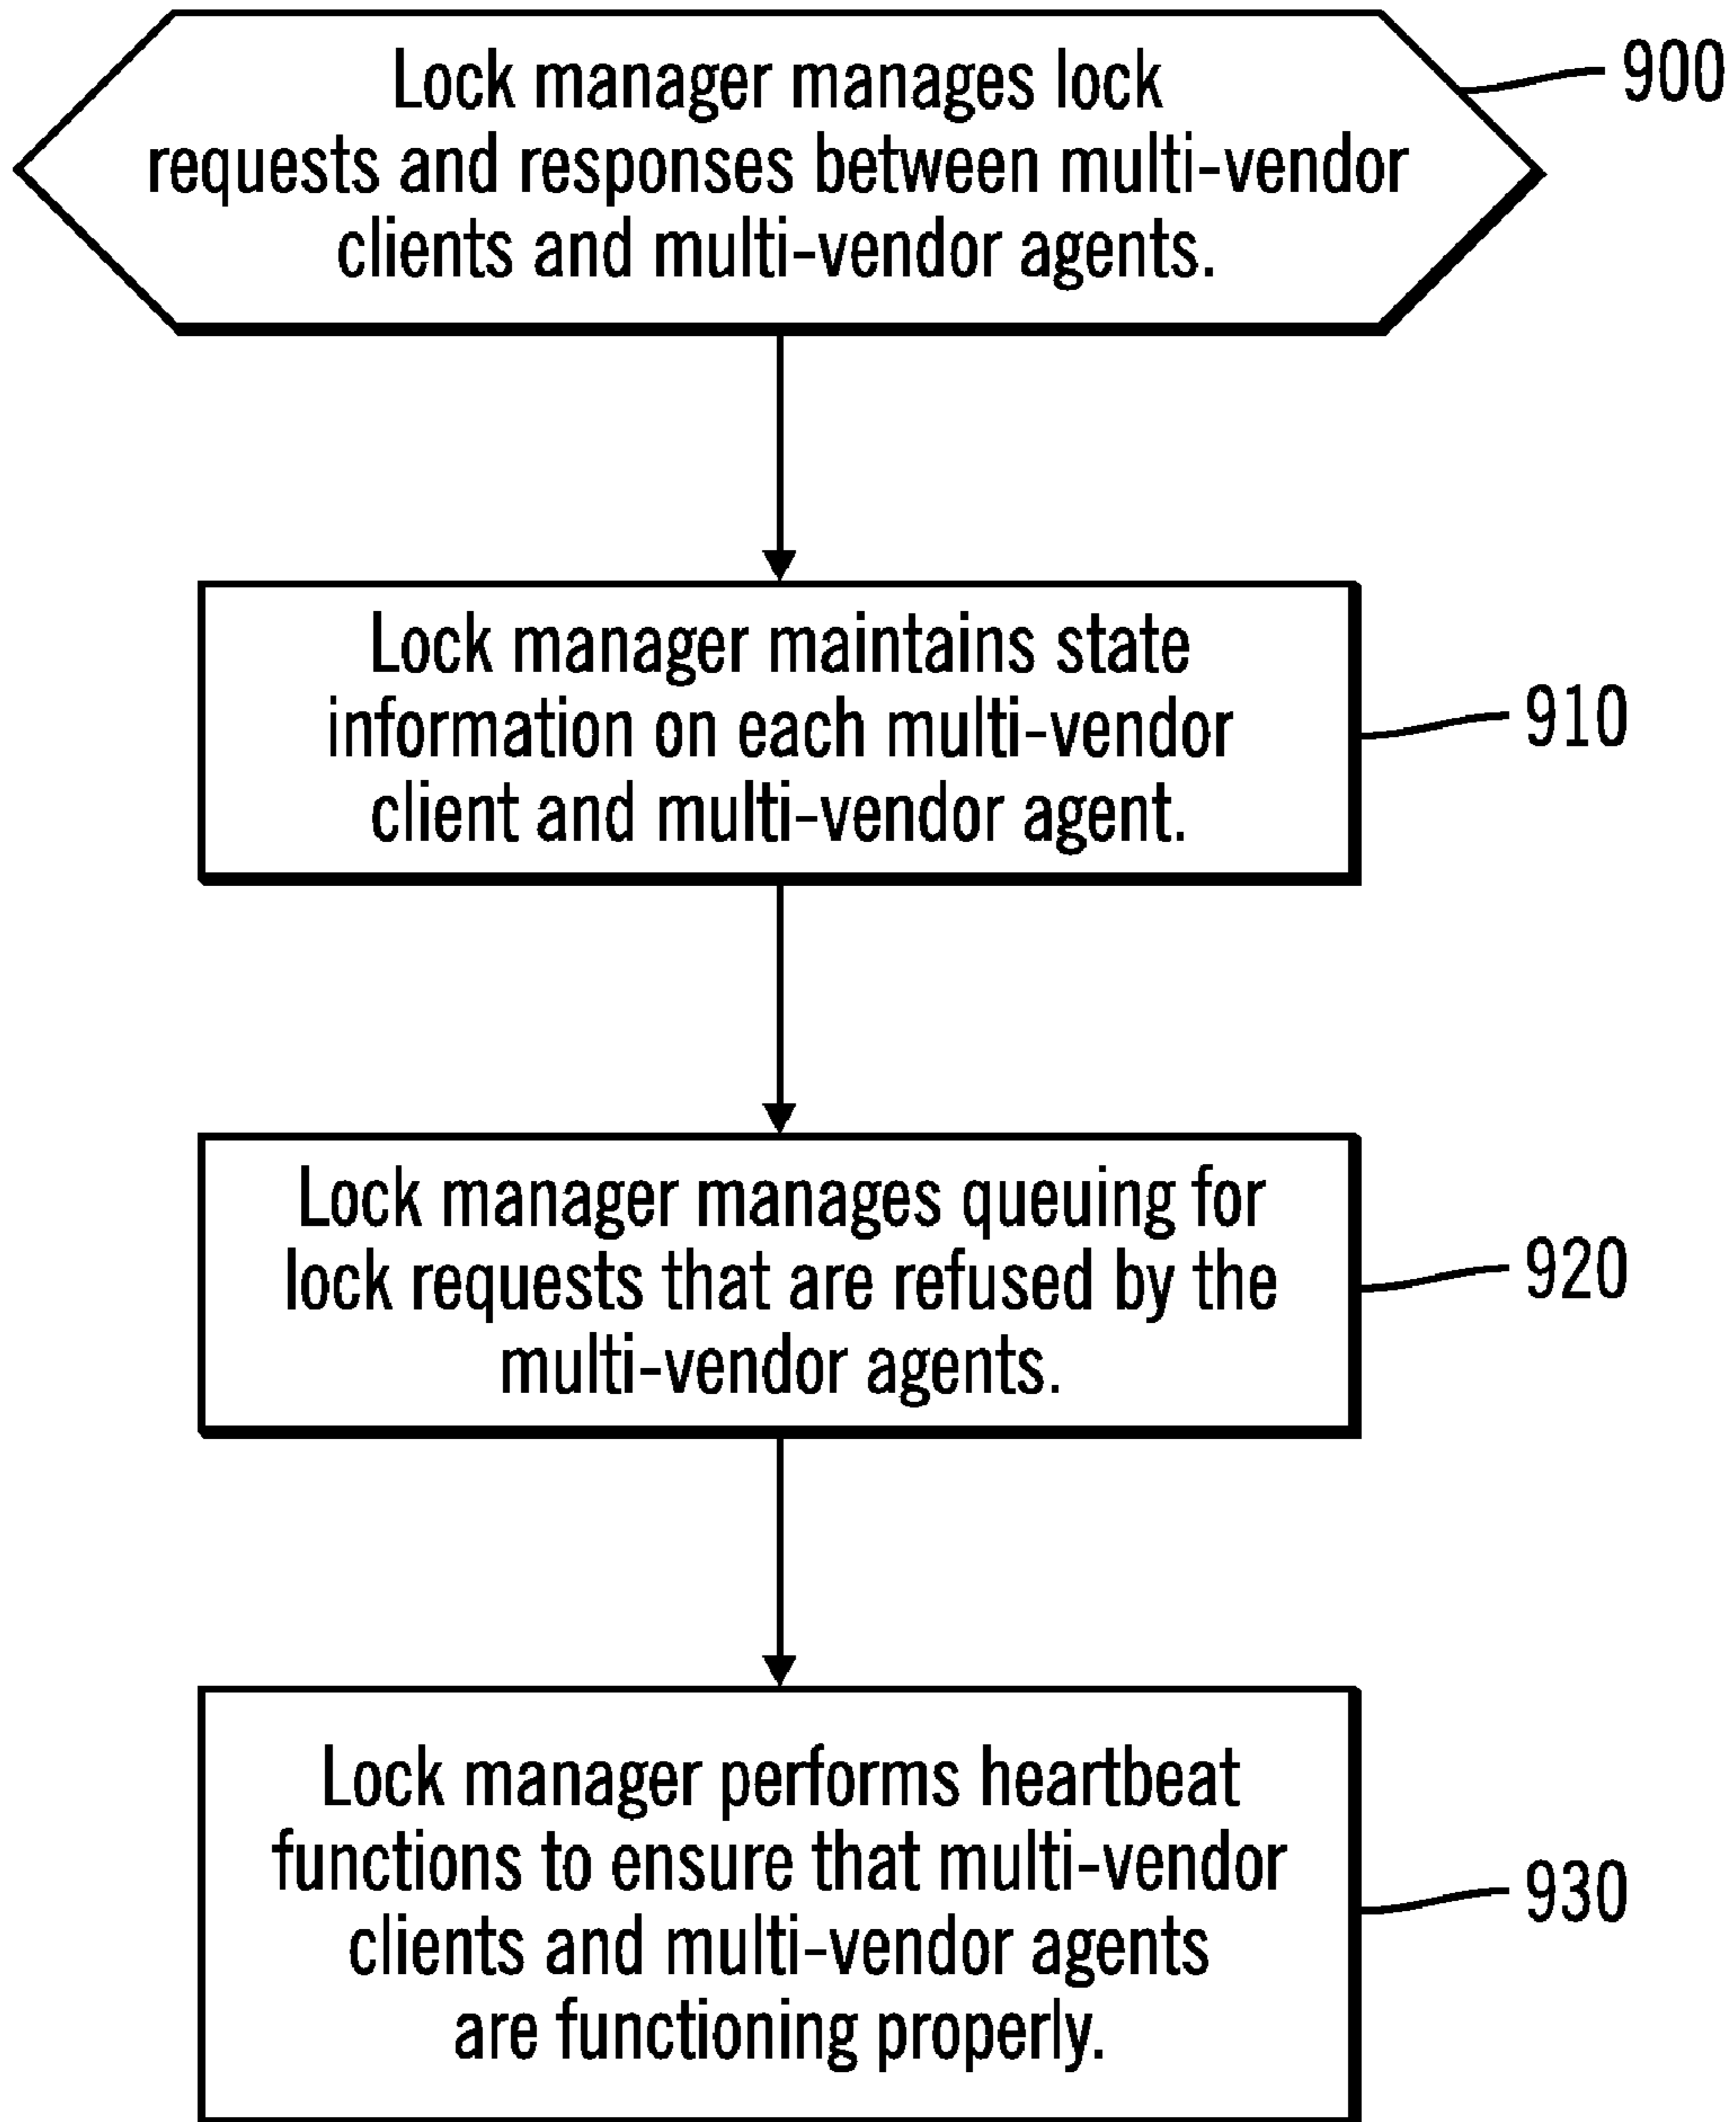 Lock manager manages lock
requests and responses between multi-vendor
clients and multi-vendor agents.
900
Lock manager maintains state
information on each multi-vendor
client and multi-vendor agent.
910
Lock manager manages queuing for
lock requests that are refused by the
multi-vendor agents.
920
Lock manager performs heartbeat
functions to ensure that multi-vendor
clients and multi-vendor agents
are functioning properly.
930